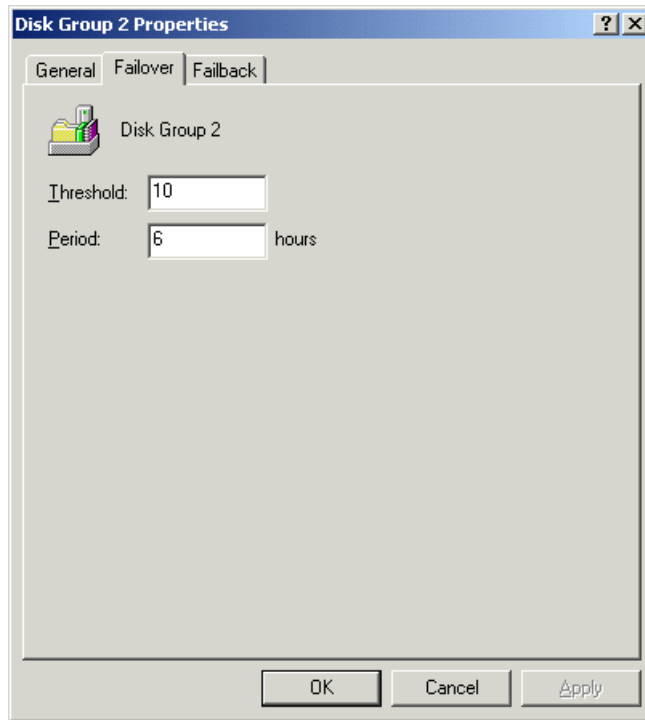 Disk Group 2 Properties
General Failover Failback
Disk Group 2
Threshold: 10
Period: 6 hours
OK Cancel Apply